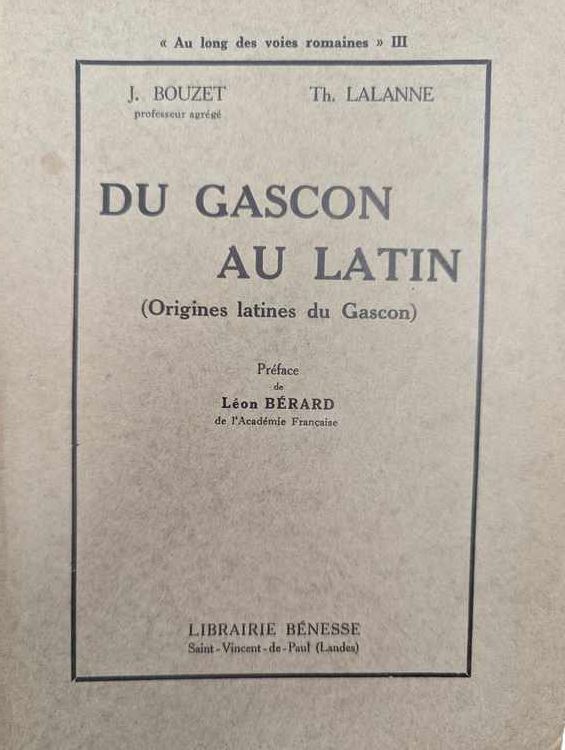 « Au long des voies romaines » III
J. BOUZET Th. LALANNE
professeur agrégé
DU GASCON
AU LATIN
(Origines latines du Gascon)
Préface
de
Léon BÉRARD
de l'Académie Française
LIBRAIRIE BÉNESSE
Saint-Vincent-de-Paul (Landes)